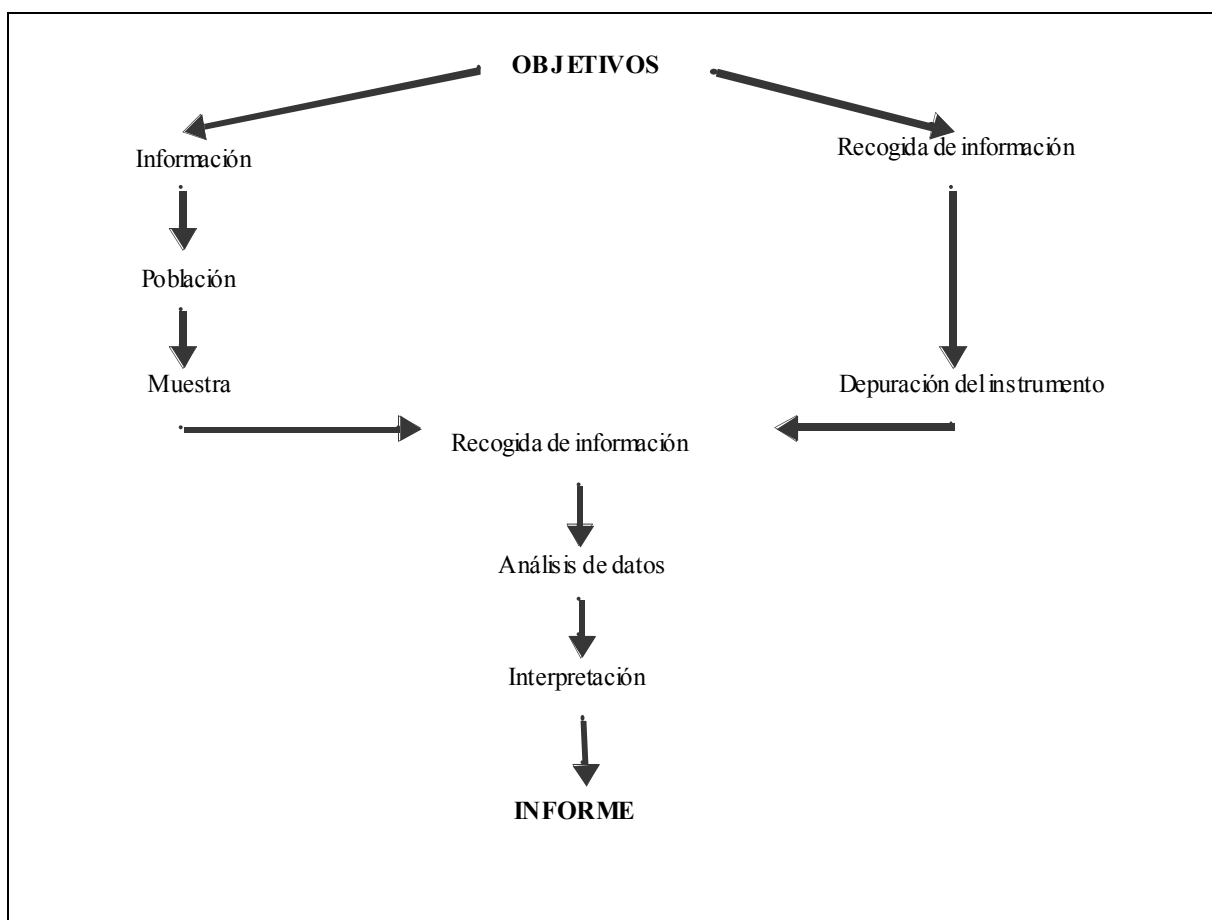 OBJETIVOS
Información
Recogida de información
Población
Muestra
Depuración del instrumento
Recogida de información
Análisis de datos
Interpretación
INFORME